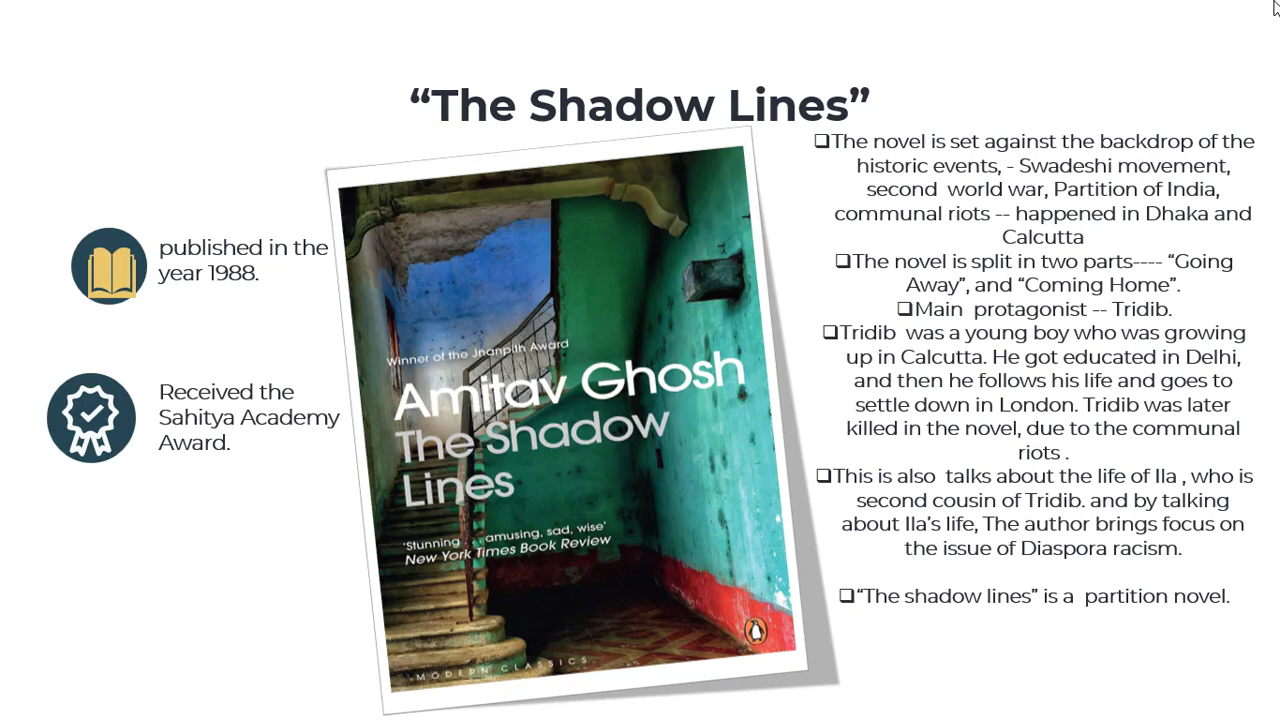 “The Shadow Lines”
published in the
year 1988.
Received the
Sahitya Academy
Award.
Winner of the Jnanpith Award
Amitav Ghosh
The Shadow
Lines
‘Stunning . . . amusing, sad, wise’
New York Times Book Review
MODERN CLASSICS
❑The novel is set against the backdrop of the
historic events, - Swadeshi movement,
second  world war, Partition of India,
communal riots -- happened in Dhaka and
Calcutta
❑The novel is split in two parts---- “Going
Away”, and “Coming Home”.
❑Main  protagonist -- Tridib.
❑Tridib  was a young boy who was growing
up in Calcutta. He got educated in Delhi,
and then he follows his life and goes to
settle down in London. Tridib was later
killed in the novel, due to the communal
riots .
❑This is also  talks about the life of Ila , who is
second cousin of Tridib. and by talking
about Ila’s life, The author brings focus on
the issue of Diaspora racism.
❑“The shadow lines” is a  partition novel.